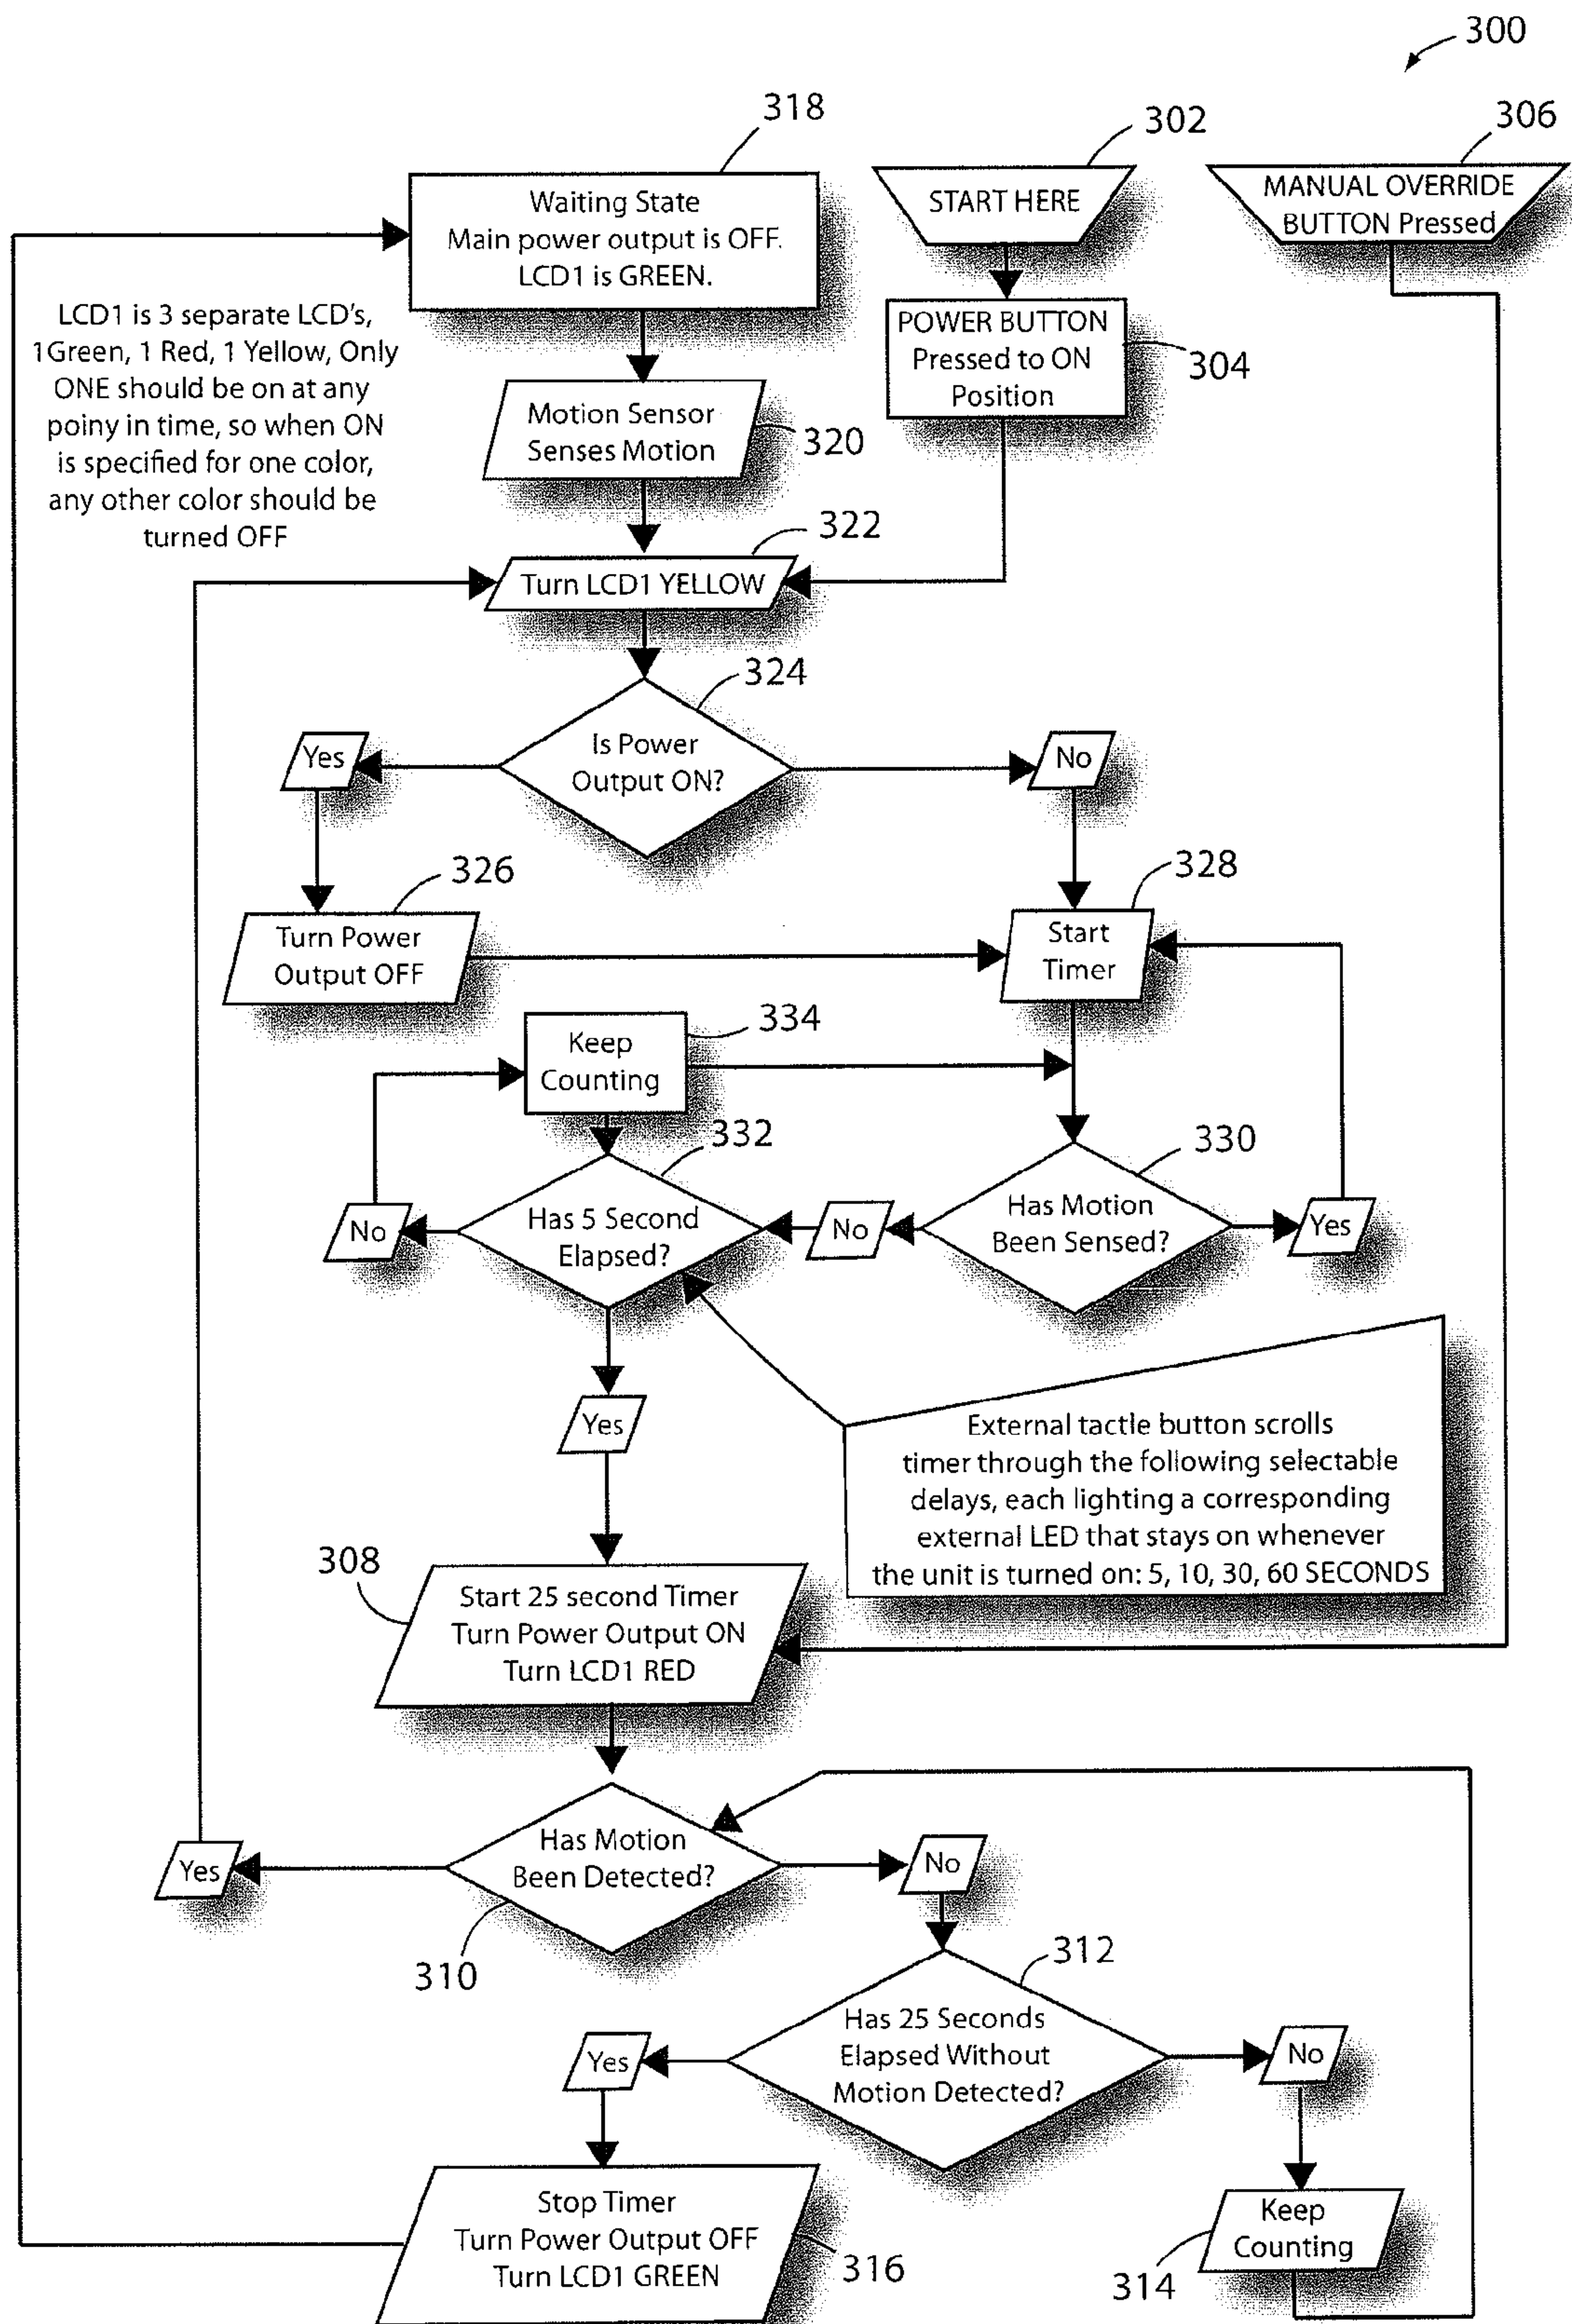 300
318
302
306
Waiting State
Main power output is OFF.
LCD1 is GREEN.
START HERE
MANUAL OVERRIDE
BUTTON Pressed
LCD1 is 3 separate LCD's,
1Green, 1 Red, 1 Yellow, Only
ONE should be on at any
poiny in time, so when ON
is specified for one color,
any other color should be
turned OFF
POWER BUTTON
Pressed to ON
Position
304
Motion Sensor
Senses Motion
320
322
Turn LCD1 YELLOW
324
Is Power
Output ON?
Yes
No
326
328
Turn Power
Output OFF
Start
Timer
334
Keep
Counting
332
330
Has 5 Second
Elapsed?
No
No
Has Motion
Been Sensed?
Yes
Yes
External tactle button scrolls
timer through the following selectable
delays, each lighting a corresponding
external LED that stays on whenever
the unit is turned on: 5, 10, 30, 60 SECONDS
308
Start 25 second Timer
Turn Power Output ON
Turn LCD1 RED
Has Motion
Been Detected?
Yes
No
310
312
Has 25 Seconds
Elapsed Without
Motion Detected?
Yes
No
Stop Timer
Turn Power Output OFF
Turn LCD1 GREEN
316
Keep
Counting
314